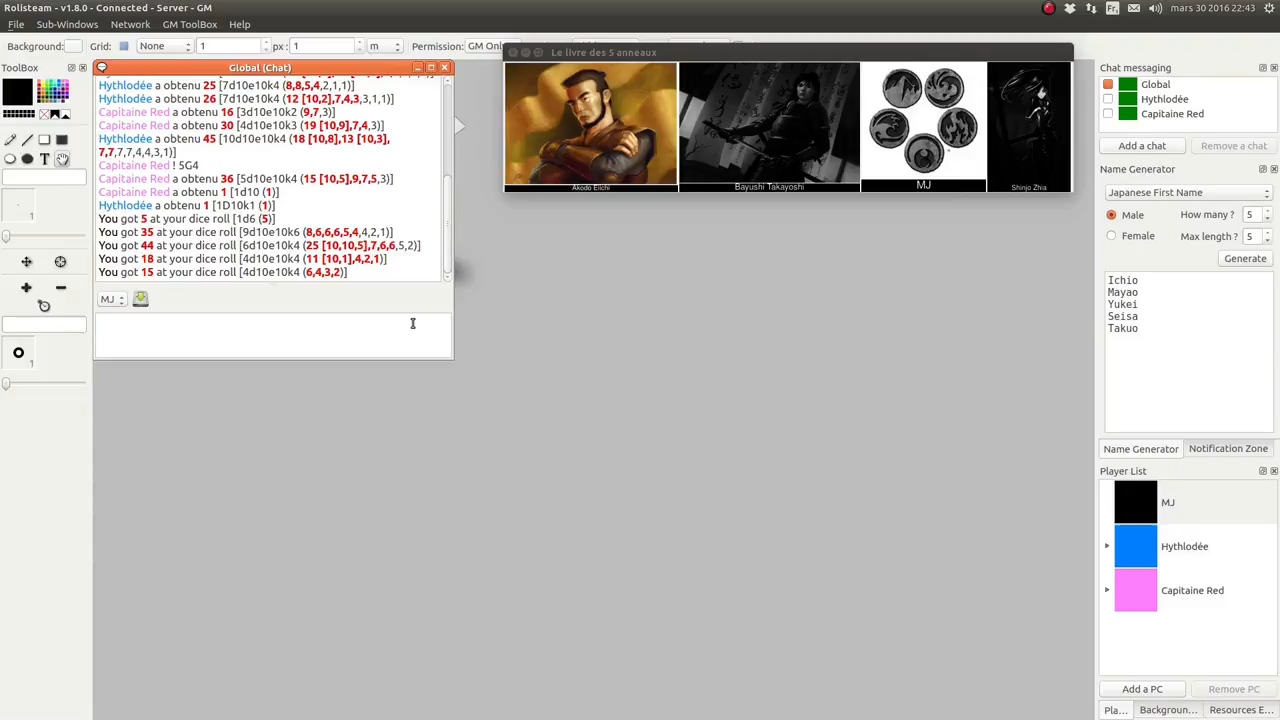 Rolisteam - v1.8.0 - Connected - Server - GM
Fr
mars 30 2016 22:43
File Sub-Windows Network GM ToolBox Help
Background: Grid: None 1 px : 1 m Permission: GM Onl
ToolBox
1
1
Global (Chat)
Hythlodée a obtenu 25 [7d10e10k4 (8,8,5,4,2,1,1)]
Hythlodée a obtenu 26 [7d10e10k4 (12 [10,2],7,4,3,3,1,1)]
Capitaine Red a obtenu 16 [3d10e10k2 (9,7,3)]
Capitaine Red a obtenu 30 [4d10e10k3 (19 [10,9],7,4,3)]
Hythlodée a obtenu 45 [10d10e10k4 (18 [10,8],13 [10,3],
7,7,7,7,4,4,3,1)]
Capitaine Red ! 5G4
Capitaine Red a obtenu 36 [5d10e10k4 (15 [10,5],9,7,5,3)]
Capitaine Red a obtenu 1 [1d10 (1)]
Hythlodée a obtenu 1 [1D10k1 (1)]
You got 5 at your dice roll [1d6 (5)]
You got 35 at your dice roll [9d10e10k6 (8,6,6,6,5,4,4,2,1)]
You got 44 at your dice roll [6d10e10k4 (25 [10,10,5],7,6,6,5,2)]
You got 18 at your dice roll [4d10e10k4 (11 [10,1],4,2,1)]
You got 15 at your dice roll [4d10e10k4 (6,4,3,2)]
MJ
Le livre des 5 anneaux
Akodo Eiichi
Bayushi Takayoshi
MJ
Shinjo Zhia
Chat messaging
Global
Hythlodée
Capitaine Red
Add a chat Remove a chat
Name Generator
Japanese First Name
Male How many ? 5
Female Max length ? 5
Generate
Ichio
Mayao
Yukei
Seisa
Takuo
Name Generator Notification Zone
Player List
MJ
Hythlodée
Capitaine Red
Add a PC Remove PC
Pla... Backgroun... Resources E...